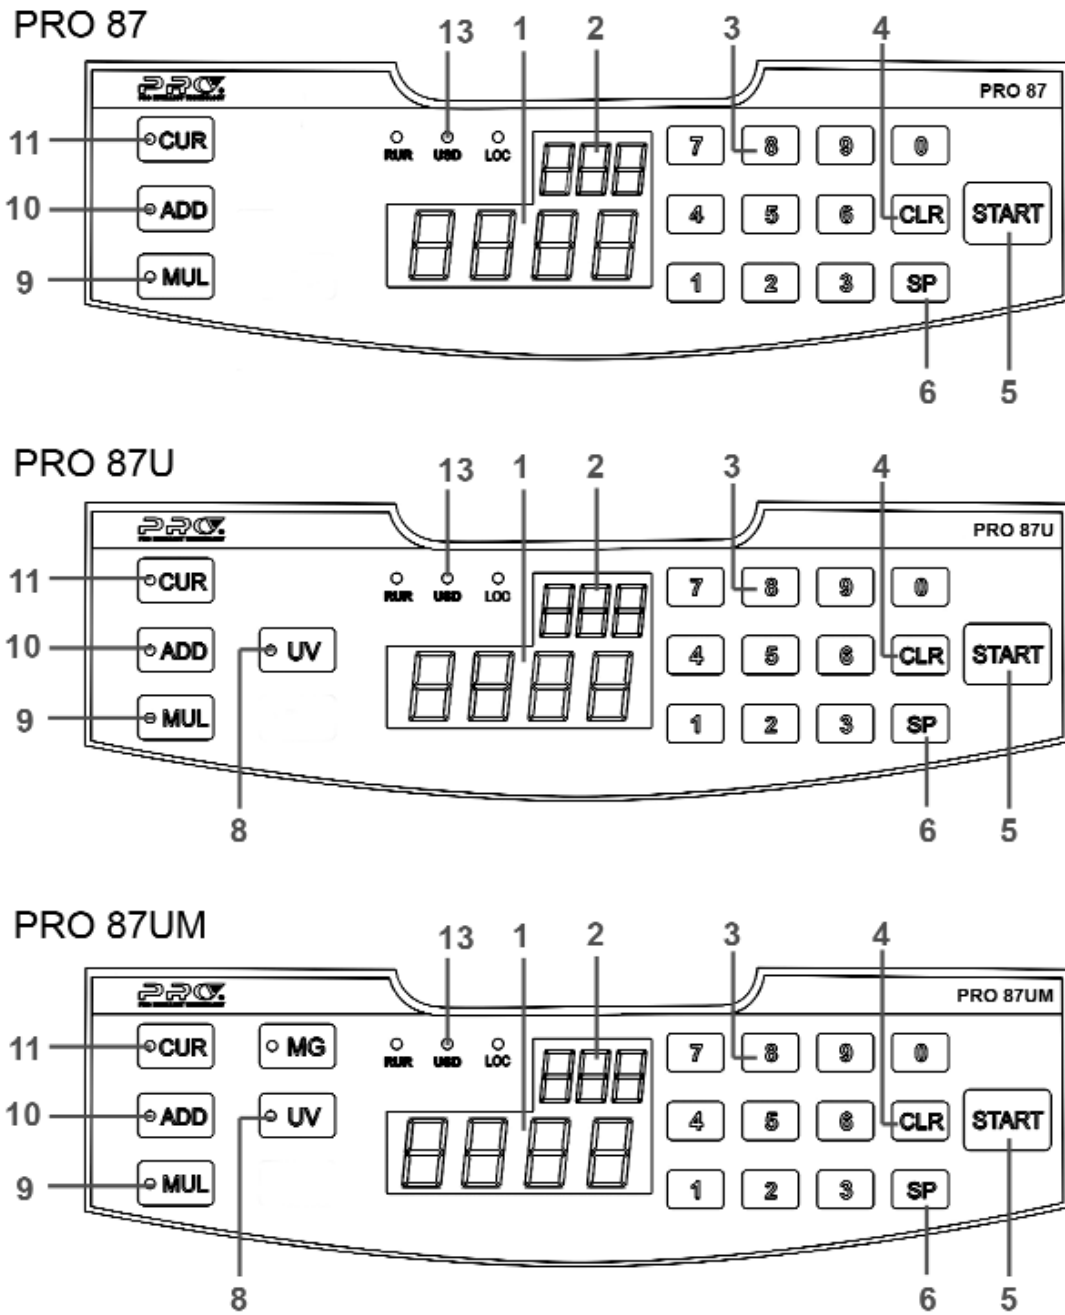 PRO 87
13 1 2 3 4
PRO
PRO 87
11 CUR RUR USD LOC 7 8 9 0
10 ADD 4 5 6 CLR START
9 MUL 1 2 3 SP
6 5
PRO 87U
13 1 2 3 4
PRO
PRO 87U
11 CUR RUR USD LOC 7 8 9 0
10 ADD UV 4 5 6 CLR START
9 MUL 1 2 3 SP
8 6 5
PRO 87UM
13 1 2 3 4
PRO
PRO 87UM
11 CUR MG RUR USD LOC 7 8 9 0
10 ADD UV 4 5 6 CLR START
9 MUL 1 2 3 SP
8 6 5